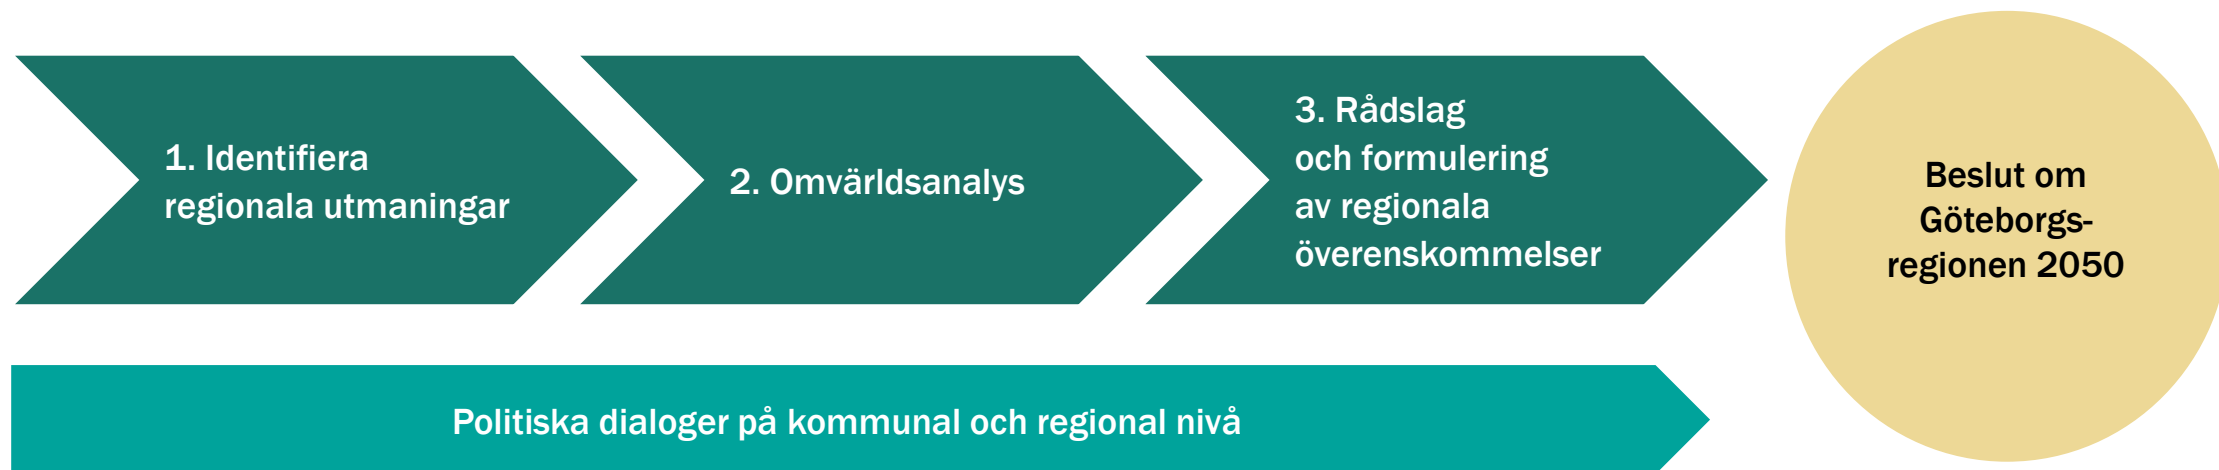 1. Identifiera
regionala utmaningar
2. Omvärldsanalys
3. Rådslag
och formulering
av regionala
överenskommelser
Beslut om
Göteborgs-
regionen 2050
Politiska dialoger på kommunal och regional nivå